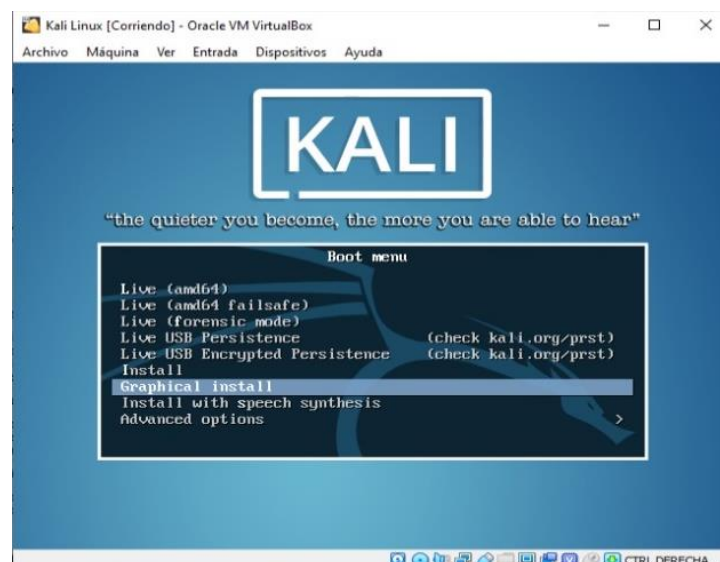 Kali Linux [Corriendo] - Oracle VM VirtualBox
Archivo Máquina Ver Entrada Dispositivos Ayuda
KALI
“the quieter you become, the more you are able to hear”
Boot menu
Live (amd64)
Live (amd64 failsafe)
Live (forensic mode)
Live USB Persistence (check kali.org/prst)
Live USB Encrypted Persistence (check kali.org/prst)
Install
Graphical install
Install with speech synthesis
Advanced options >
CTRL DERECHA